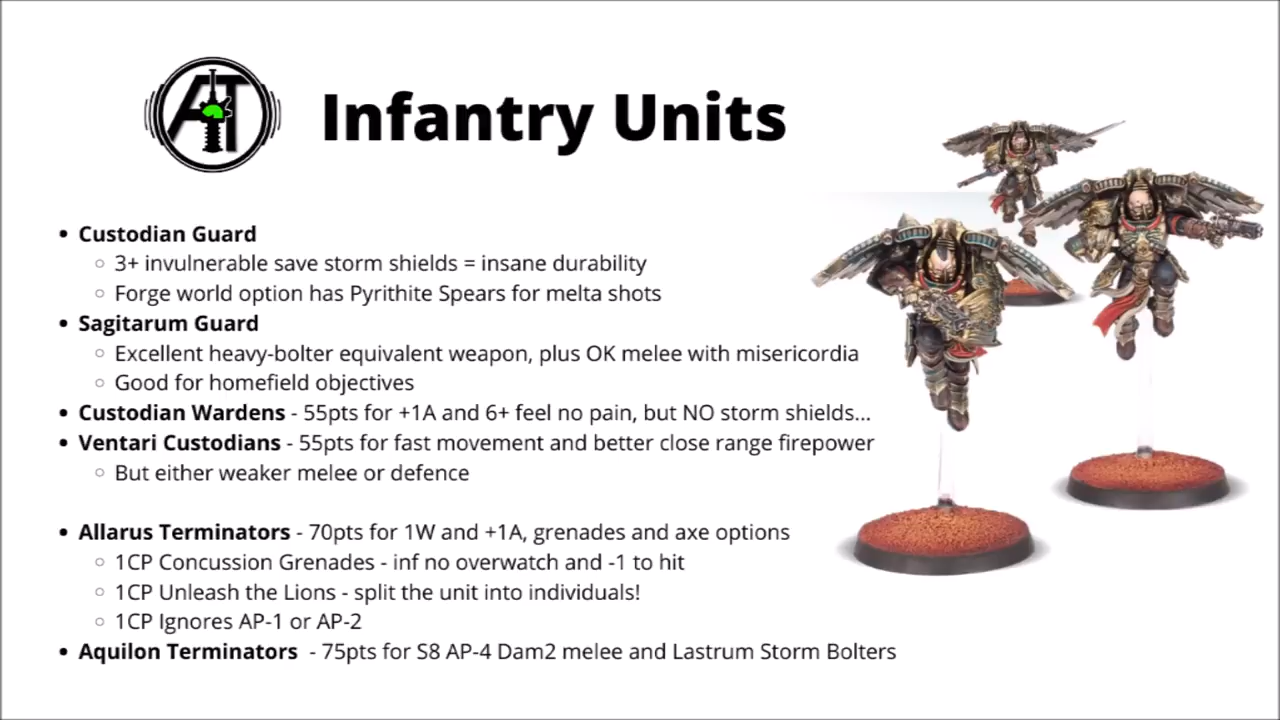 AT
Infantry Units
• Custodian Guard
○ 3+ invulnerable save storm shields = insane durability
○ Forge world option has Pyrithite Spears for melta shots
• Sagitarum Guard
○ Excellent heavy-bolter equivalent weapon, plus OK melee with misericordia
○ Good for homefield objectives
• Custodian Wardens - 55pts for +1A and 6+ feel no pain, but NO storm shields...
• Ventari Custodians - 55pts for fast movement and better close range firepower
○ But either weaker melee or defence
• Allarus Terminators - 70pts for 1W and +1A, grenades and axe options
○ 1CP Concussion Grenades - inf no overwatch and -1 to hit
○ 1CP Unleash the Lions - split the unit into individuals!
○ 1CP Ignores AP-1 or AP-2
• Aquilon Terminators - 75pts for S8 AP-4 Dam2 melee and Lastrum Storm Bolters